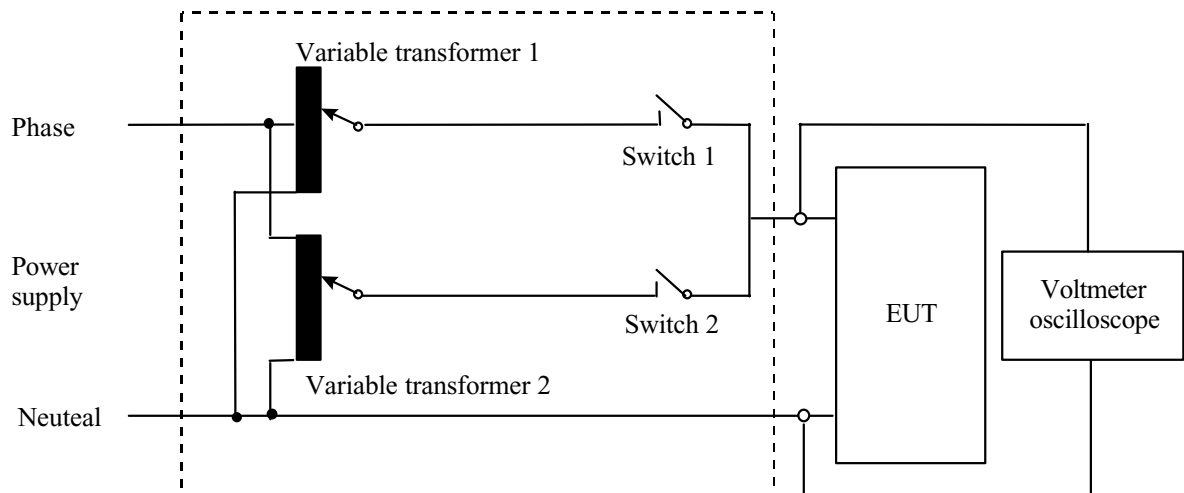 Variable transformer 1
Phase
Switch 1
Power
supply
Switch 2
EUT
Voltmeter
oscilloscope
Variable transformer 2
Neuteal